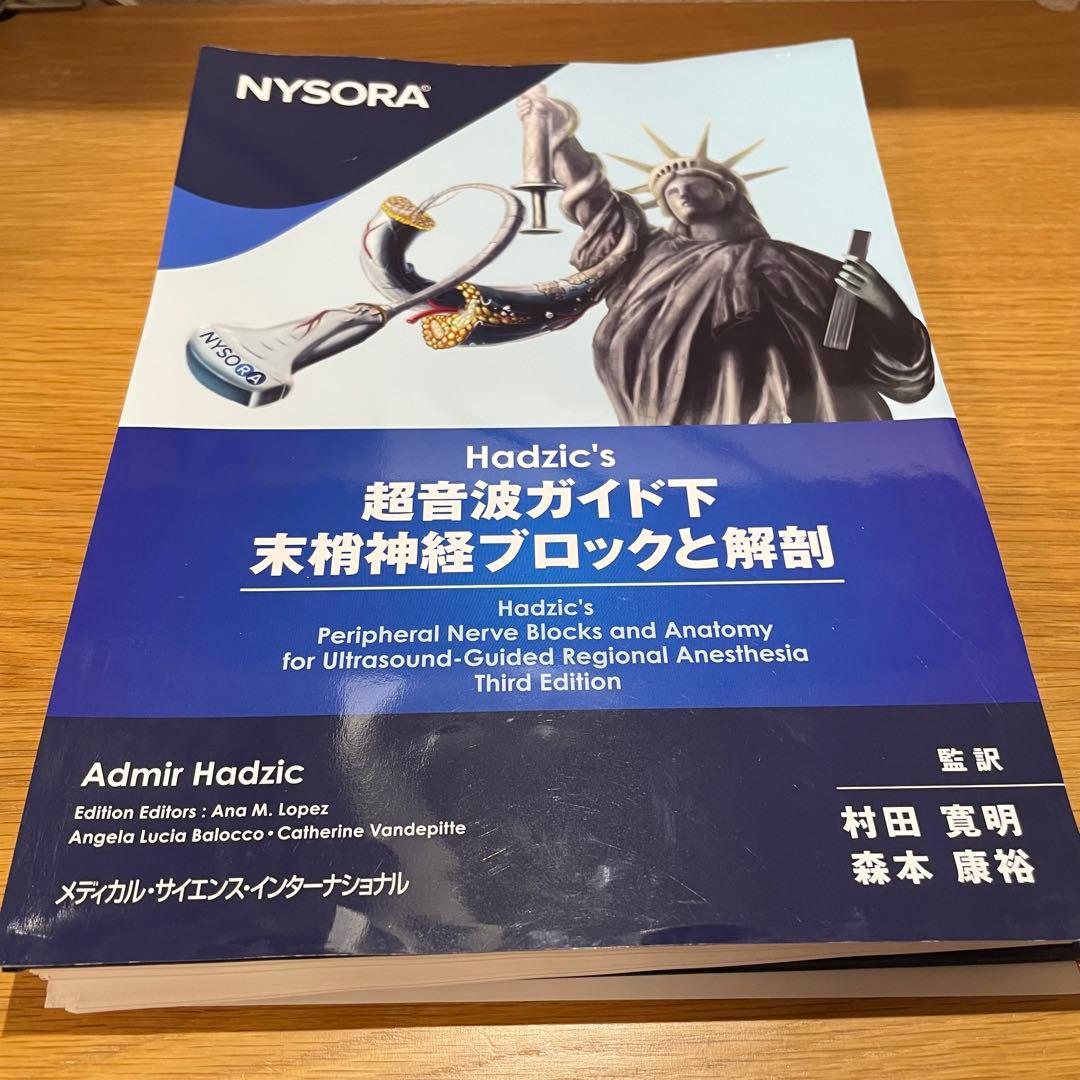 NYSORA©
NYSORA
Hadzic's
超音波ガイド下
末梢神経ブロックと解剖
Hadzic's
Peripheral Nerve Blocks and Anatomy
for Ultrasound-Guided Regional Anesthesia
Third Edition
Admir Hadzic
Edition Editors : Ana M. Lopez
Angela Lucia Balocco・Catherine Vandepitte
メディカル・サイエンス・インターナショナル
監訳
村田 寛明
森本 康裕